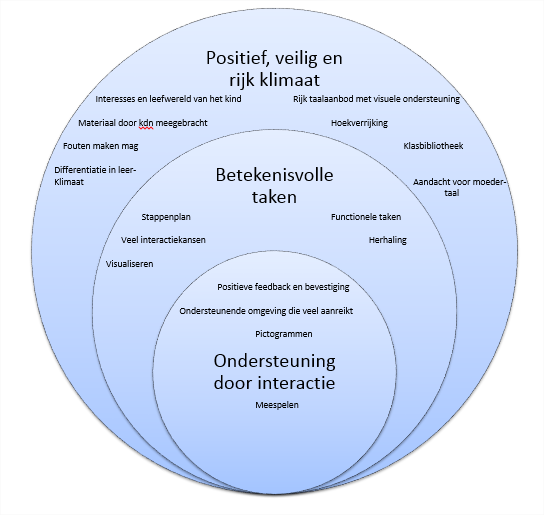 Positief, veilig en
rijk klimaat
Interesses en leefwereld van het kind
Rijk taalaanbod met visuele ondersteuning
Materiaal door kdn meegebracht
Hoekverrijking
Fouten maken mag
Klasbibliotheek
Differentiatie in leer-
Klimaat
Aandacht voor moeder-
taal
Betekenisvolle
taken
Stappenplan
Functionele taken
Veel interactiekansen
Herhaling
Visualiseren
Positieve feedback en bevestiging
Ondersteunende omgeving die veel aanreikt
Pictogrammen
Ondersteuning
door interactie
Meespelen